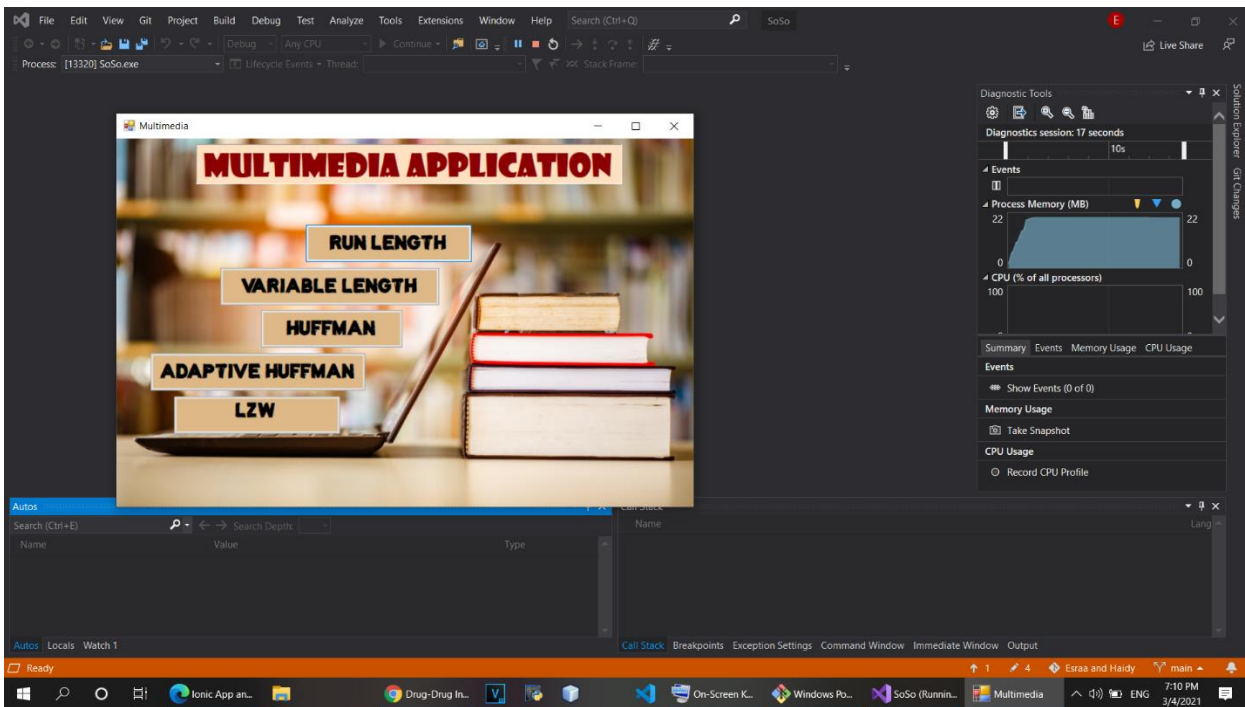 File Edit View Git Project Build Debug Test Analyze Tools Extensions Window Help Search (Ctrl+Q) SoSo E
Debug Any CPU Continue Live Share
Process: [13320] SoSo.exe Lifecycle Events Thread: Stack Frame:
Multimedia
MULTIMEDIA APPLICATION
RUN LENGTH
VARIABLE LENGTH
HUFFMAN
ADAPTIVE HUFFMAN
LZW
Diagnostic Tools
Diagnostics session: 17 seconds
10s
Events
Process Memory (MB)
22 22
0 0
CPU (% of all processors)
100 100
Summary Events Memory Usage CPU Usage
Events
Show Events (0 of 0)
Memory Usage
Take Snapshot
CPU Usage
Record CPU Profile
Solution Explorer
Git Changes
Autos
Search (Ctrl+E) Search Depth:
Name Value Type
Autos Locals Watch 1
Call Stack
Name Lang
Call Stack Breakpoints Exception Settings Command Window Immediate Window Output
Ready 1 4 Esraa and Haidy main
Ionic App an... Drug-Drug In... On-Screen K... Windows Po... SoSo (Runnin... Multimedia ENG 7:10 PM
3/4/2021